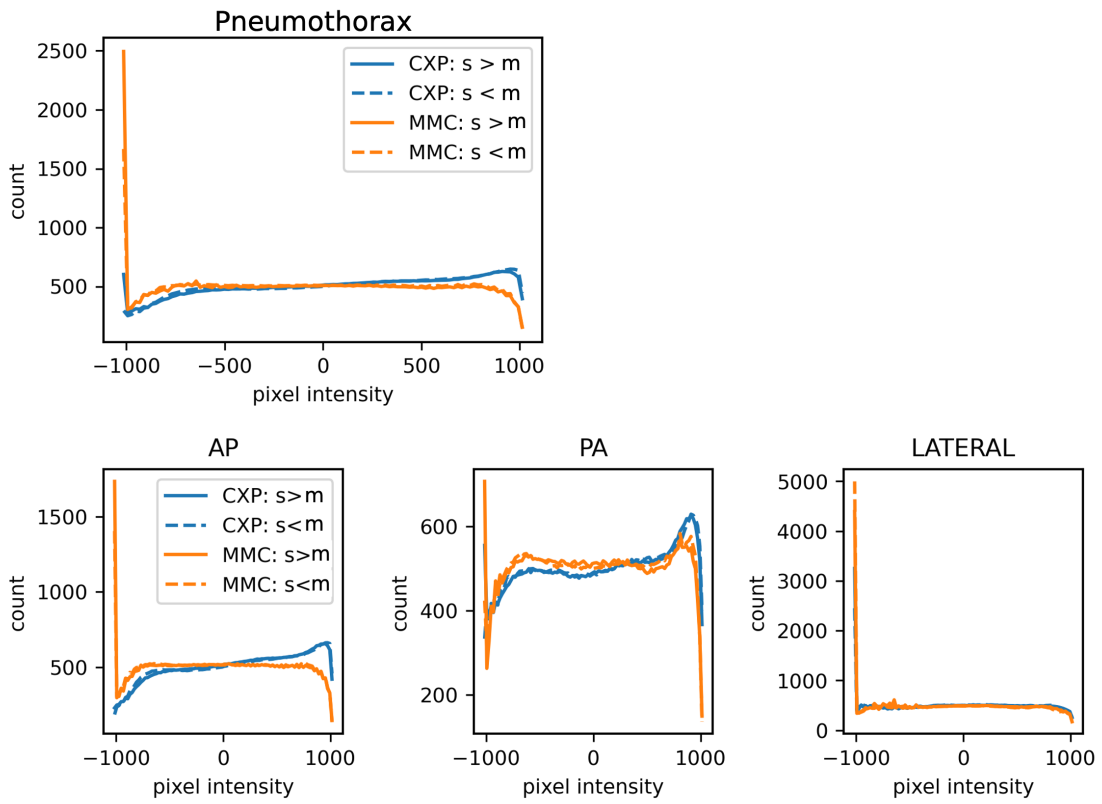 Pneumothorax
2500
2000
1500
1000
500
count
CXP: s > m
CXP: s < m
MMC: s > m
MMC: s < m
−1000 −500 0 500 1000
pixel intensity
AP
1500
1000
500
count
CXP: s>m
CXP: s<m
MMC: s>m
MMC: s<m
−1000 0 1000
pixel intensity
PA
600
400
200
count
−1000 0 1000
pixel intensity
LATERAL
5000
4000
3000
2000
1000
0
count
−1000 0 1000
pixel intensity